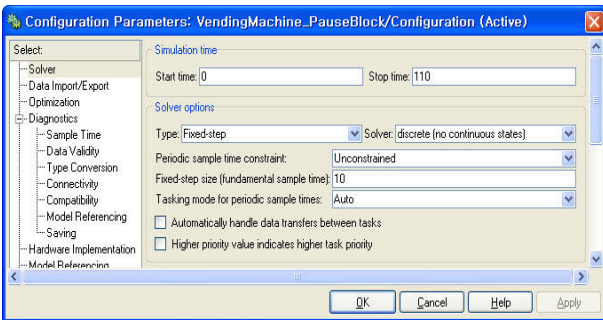 Configuration Parameters: VendingMachine_PauseBlock/Configuration (Active)
Select:
Solver
Data Import/Export
Optimization
Diagnostics
Sample Time
Data Validity
Type Conversion
Connectivity
Compatibility
Model Referencing
Saving
Hardware Implementation
Model Referencing
Simulation time
Start time: 0 Stop time: 110
Solver options
Type: Fixed-step Solver: discrete (no continuous states)
Periodic sample time constraint: Unconstrained
Fixed-step size (fundamental sample time): 10
Tasking mode for periodic sample times: Auto
Automatically handle data transfers between tasks
Higher priority value indicates higher task priority
OK Cancel Help Apply